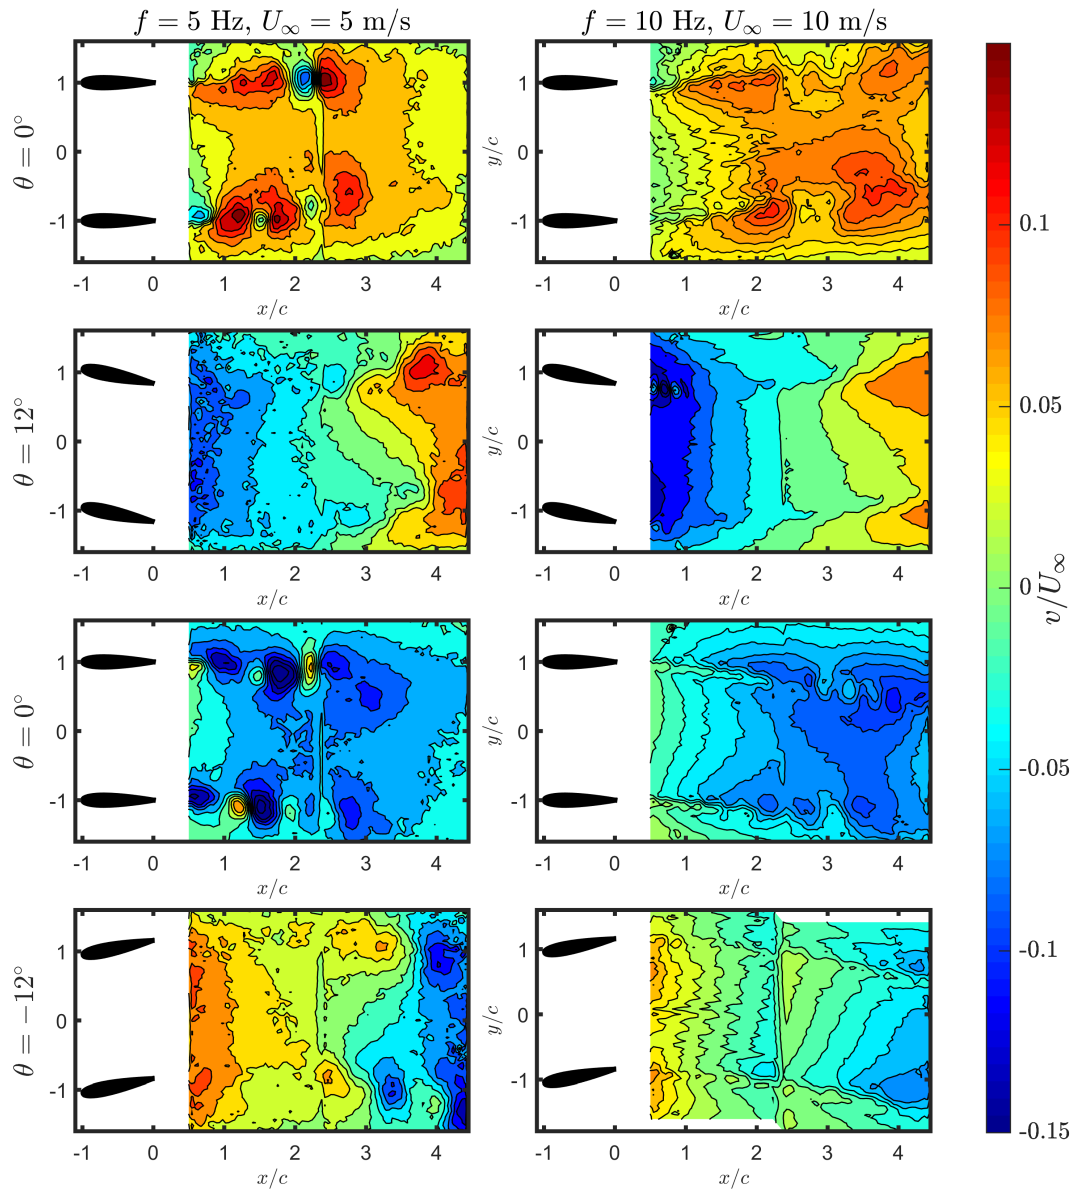 f = 5 Hz, U∞ = 5 m/s f = 10 Hz, U∞ = 10 m/s
θ = 0°
1
0
-1
-1 0 1 2 3 4
x/c
y/c
1
0
-1
-1 0 1 2 3 4
x/c
θ = 12°
1
0
-1
-1 0 1 2 3 4
x/c
y/c
1
0
-1
-1 0 1 2 3 4
x/c
θ = 0°
1
0
-1
-1 0 1 2 3 4
x/c
y/c
1
0
-1
-1 0 1 2 3 4
x/c
θ = −12°
1
0
-1
-1 0 1 2 3 4
x/c
y/c
1
0
-1
-1 0 1 2 3 4
x/c
0.1
0.05
0
-0.05
-0.1
-0.15
v/U∞